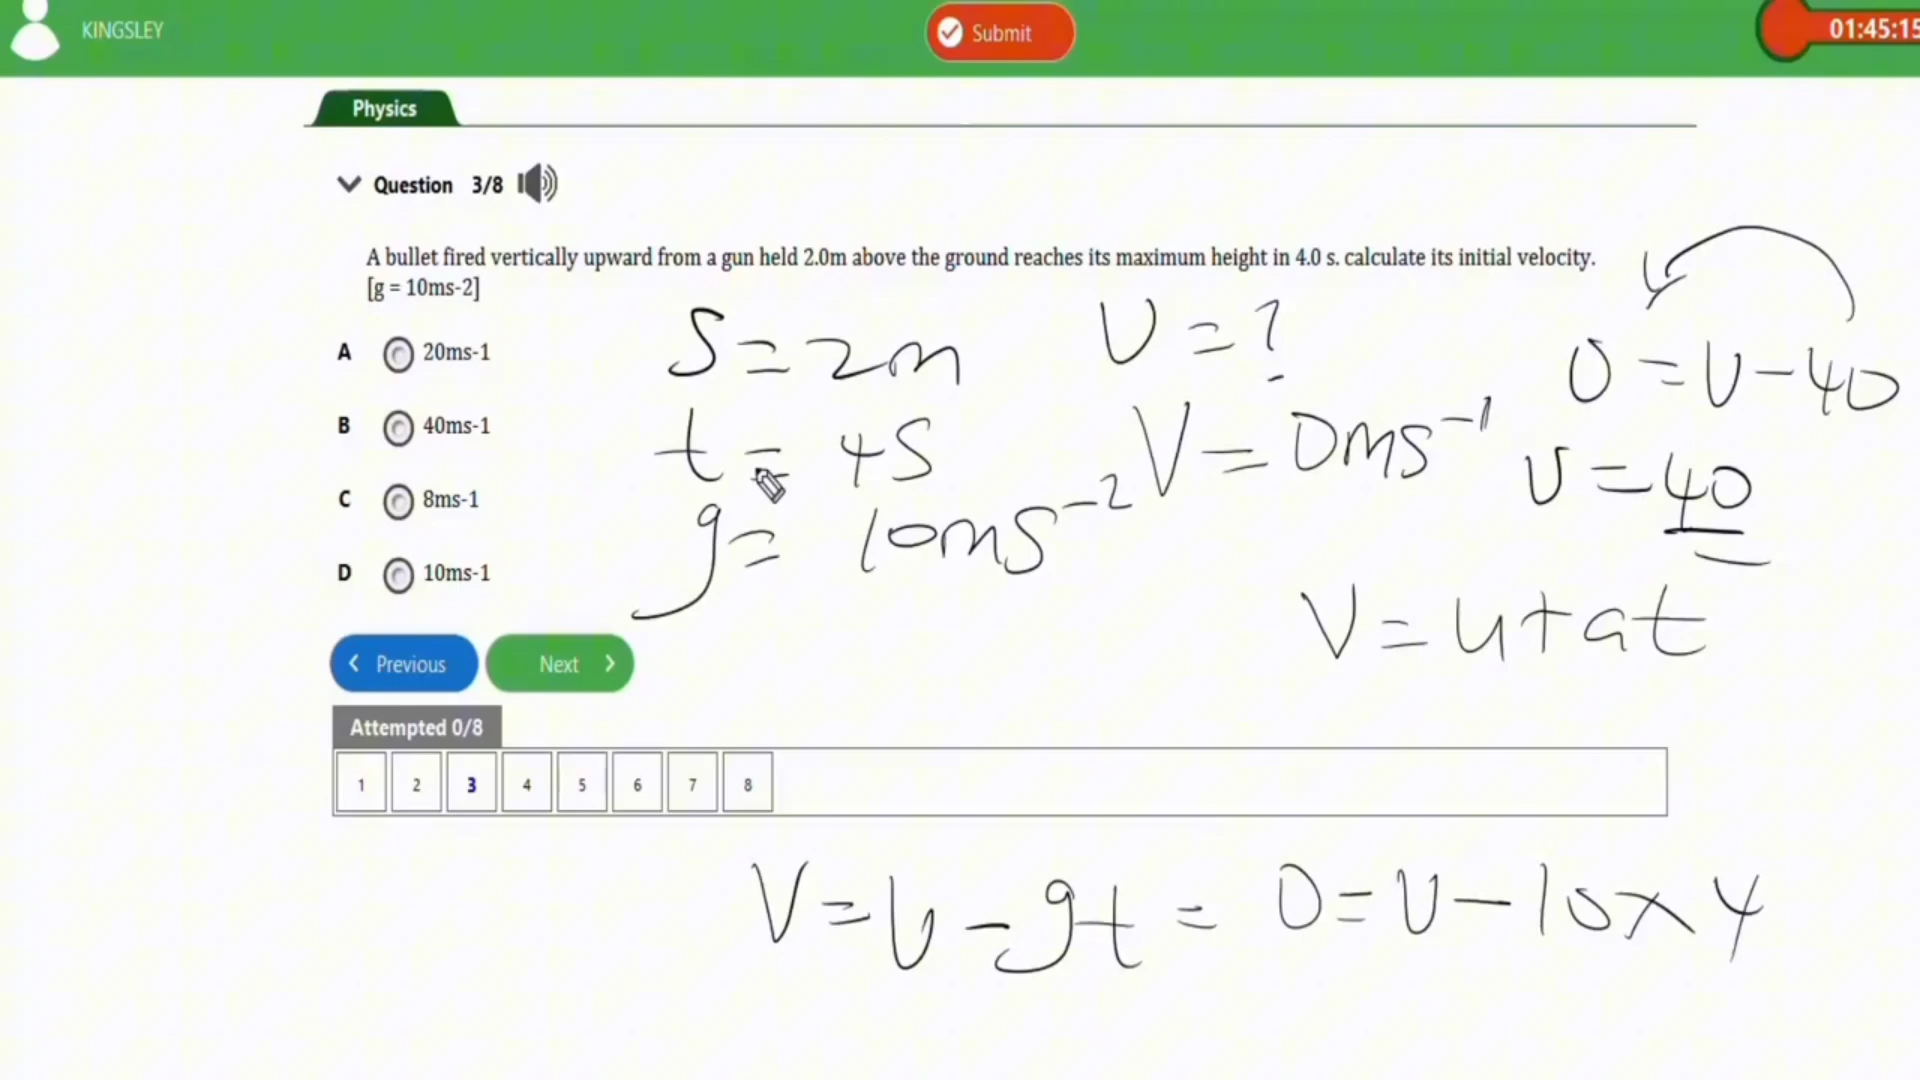 KINGSLEY
Submit
01:45:15
Physics
Question 3/8
A bullet fired vertically upward from a gun held 2.0m above the ground reaches its maximum height in 4.0 s. calculate its initial velocity.
[g = 10ms-2]
A 20ms-1
B 40ms-1
C 8ms-1
D 10ms-1
S = 2m
U = ?
t = 4S
V = 0ms⁻¹
g = 10ms⁻²
0 = U - 40
U = 40
V = u + at
Previous
Next
Attempted 0/8
1 2 3 4 5 6 7 8
V = U - gt = 0 = U - 10 x 4